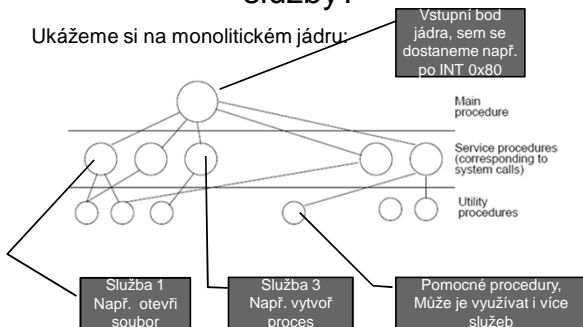 služby?
Ukážeme si na monolitickém jádru:
Vstupní bod
jádra, sem se
dostaneme např.
po INT 0x80
Main
procedure
Service procedures
(corresponding to
system calls)
Utility
procedures
Služba 1
Např. otevři
soubor
Služba 3
Např. vytvoř
proces
Pomocné procedury,
Může je využívat i více
služeb